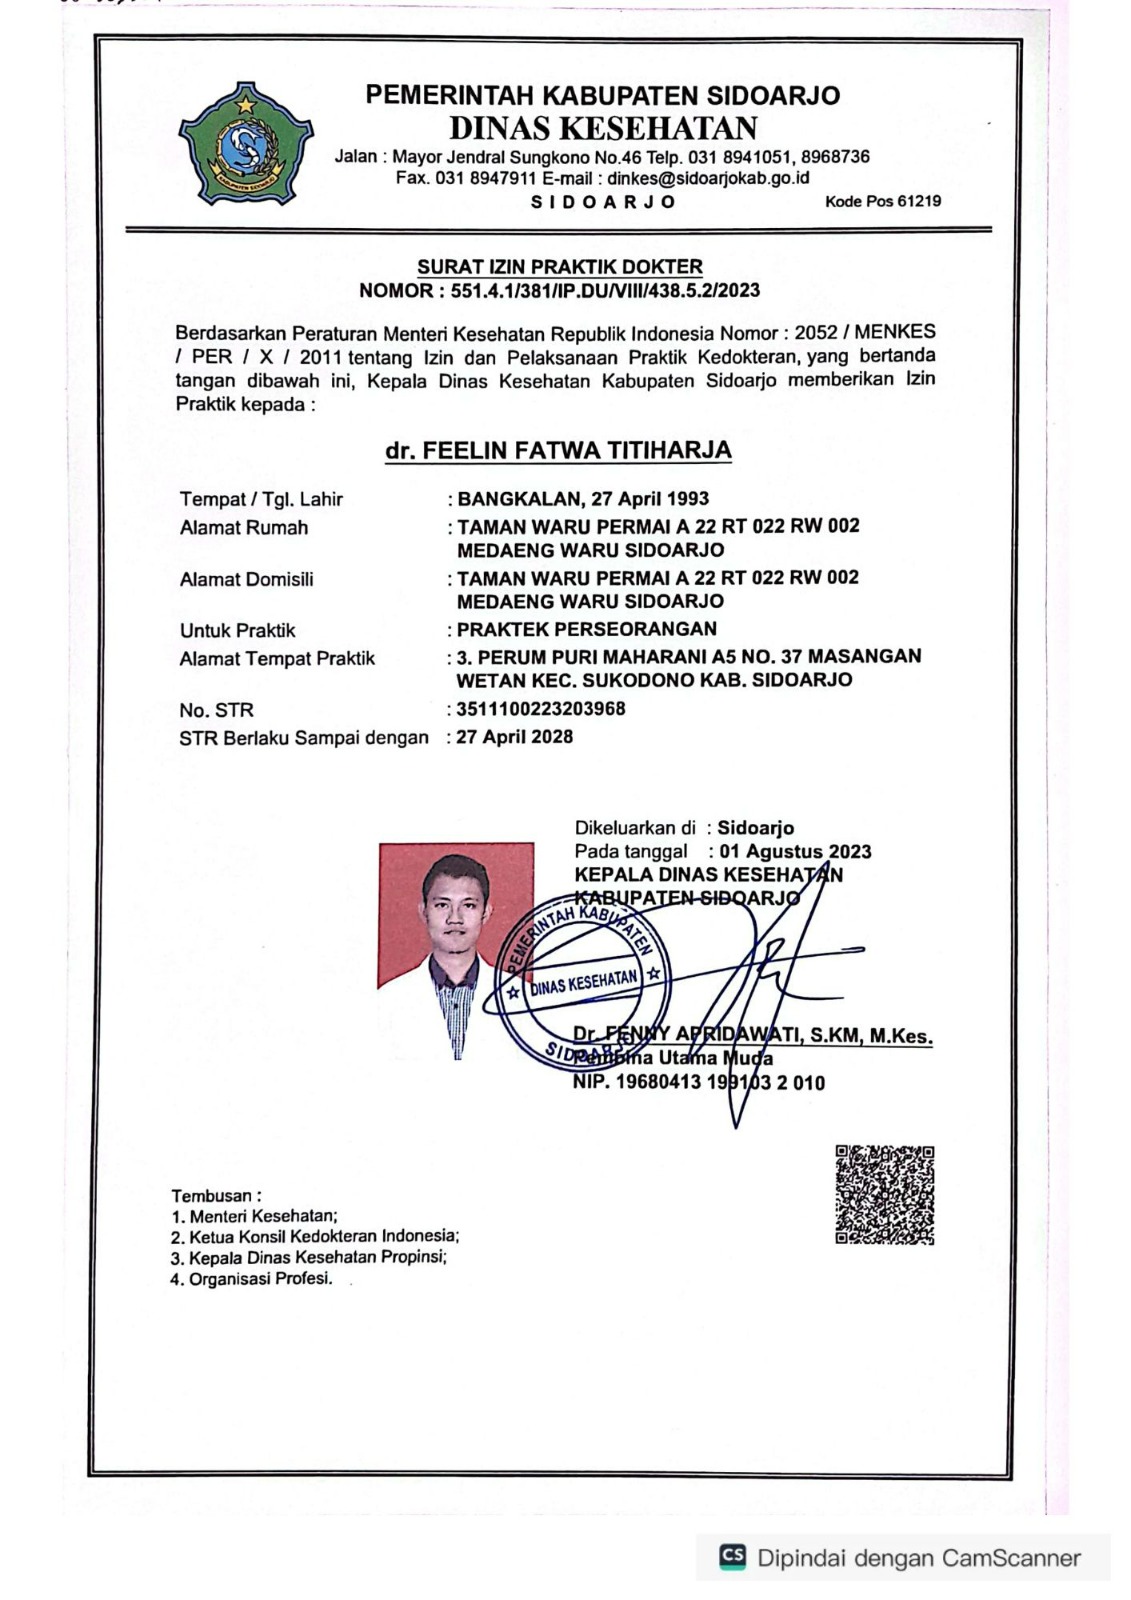 PEMERINTAH KABUPATEN SIDOARJO
DINAS KESEHATAN
Jalan : Mayor Jendral Sungkono No.46 Telp. 031 8941051, 8968736
Fax. 031 8947911 E-mail : dinkes@sidoarjokab.go.id
S I D O A R J O Kode Pos 61219
KABUPATEN SIDOARJO
SURAT IZIN PRAKTIK DOKTER
NOMOR : 551.4.1/381/IP.DU/VIII/438.5.2/2023
Berdasarkan Peraturan Menteri Kesehatan Republik Indonesia Nomor : 2052 / MENKES
/ PER / X / 2011 tentang Izin dan Pelaksanaan Praktik Kedokteran, yang bertanda
tangan dibawah ini, Kepala Dinas Kesehatan Kabupaten Sidoarjo memberikan Izin
Praktik kepada :
dr. FEELIN FATWA TITIHARJA
Tempat / Tgl. Lahir : BANGKALAN, 27 April 1993
Alamat Rumah : TAMAN WARU PERMAI A 22 RT 022 RW 002
MEDAENG WARU SIDOARJO
Alamat Domisili : TAMAN WARU PERMAI A 22 RT 022 RW 002
MEDAENG WARU SIDOARJO
Untuk Praktik : PRAKTEK PERSEORANGAN
Alamat Tempat Praktik : 3. PERUM PURI MAHARANI A5 NO. 37 MASANGAN
WETAN KEC. SUKODONO KAB. SIDOARJO
No. STR : 3511100223203968
STR Berlaku Sampai dengan : 27 April 2028
Dikeluarkan di : Sidoarjo
Pada tanggal : 01 Agustus 2023
KEPALA DINAS KESEHATAN
KABUPATEN SIDOARJO
PEMERINTAH KABUPATEN
DINAS KESEHATAN
SIDOARJO
Dr. FENNY APRIDAWATI, S.KM, M.Kes.
Pembina Utama Muda
NIP. 19680413 199103 2 010
Tembusan :
1. Menteri Kesehatan;
2. Ketua Konsil Kedokteran Indonesia;
3. Kepala Dinas Kesehatan Propinsi;
4. Organisasi Profesi.
CS Dipindai dengan CamScanner